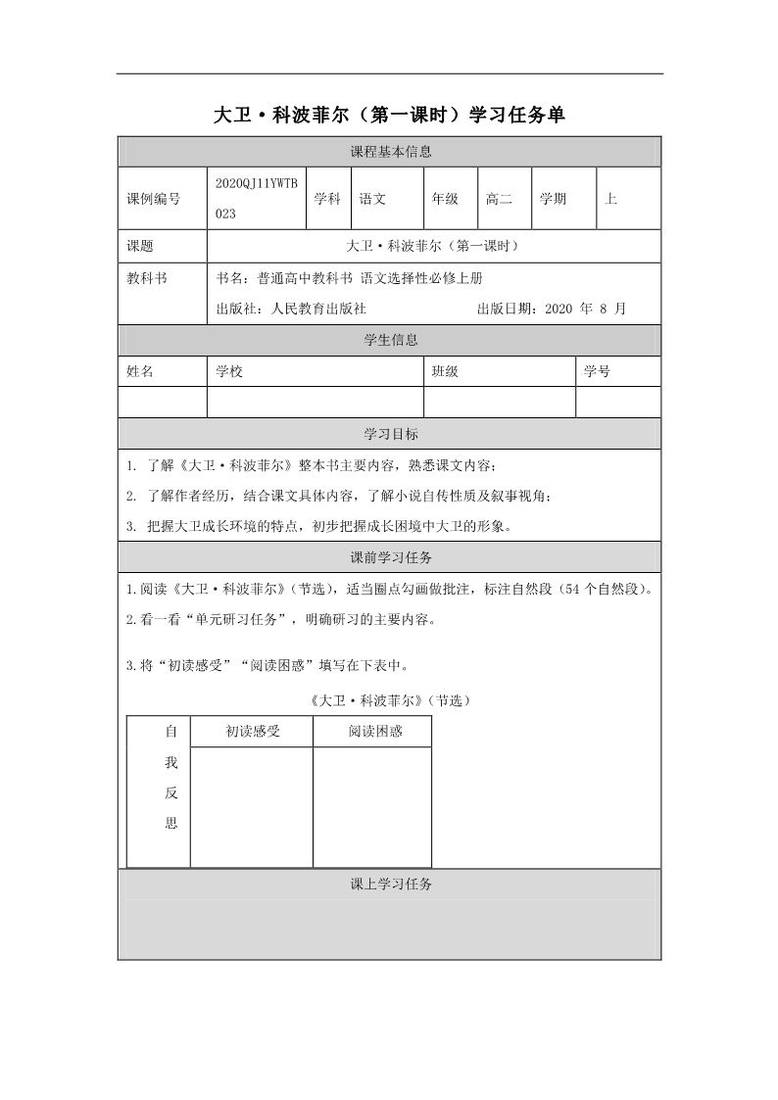 大卫·科波菲尔（第一课时）学习任务单
课程基本信息
课例编号 2020QJ11YWTB023 学科 语文 年级 高二 学期 上
课题 大卫·科波菲尔（第一课时）
教科书 书名：普通高中教科书 语文选择性必修上册
出版社：人民教育出版社 出版日期：2020 年 8 月
学生信息
姓名 学校 班级 学号
学习目标
1. 了解《大卫·科波菲尔》整本书主要内容，熟悉课文内容；
2. 了解作者经历，结合课文具体内容，了解小说自传性质及叙事视角；
3. 把握大卫成长环境的特点，初步把握成长困境中大卫的形象。
课前学习任务
1.阅读《大卫·科波菲尔》（节选），适当圈点勾画做批注，标注自然段（54 个自然段）。
2.看一看“单元研习任务”，明确研习的主要内容。
3.将“初读感受”“阅读困惑”填写在下表中。
《大卫·科波菲尔》（节选）
自我反思 初读感受 阅读困惑
课上学习任务